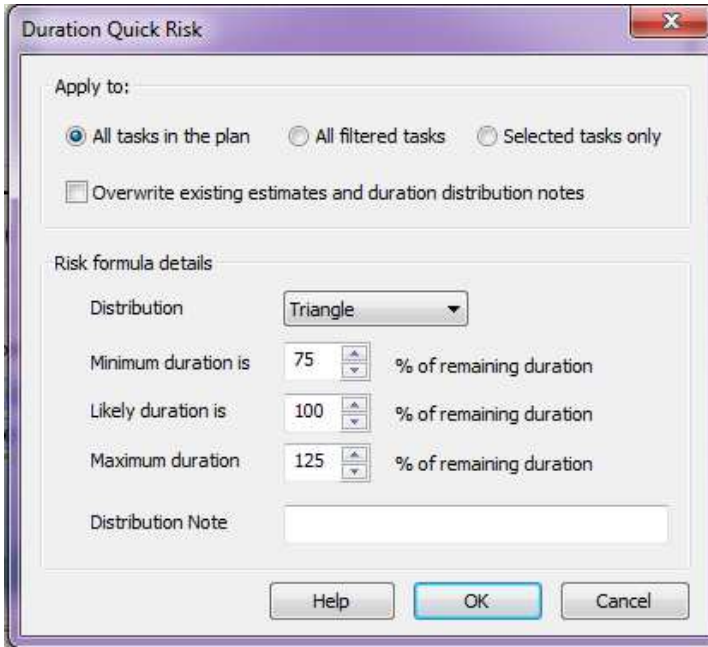 Duration Quick Risk
Apply to:
All tasks in the plan All filtered tasks Selected tasks only
Overwrite existing estimates and duration distribution notes
Risk formula details
Distribution Triangle
Minimum duration is 75 % of remaining duration
Likely duration is 100 % of remaining duration
Maximum duration 125 % of remaining duration
Distribution Note
Help OK Cancel